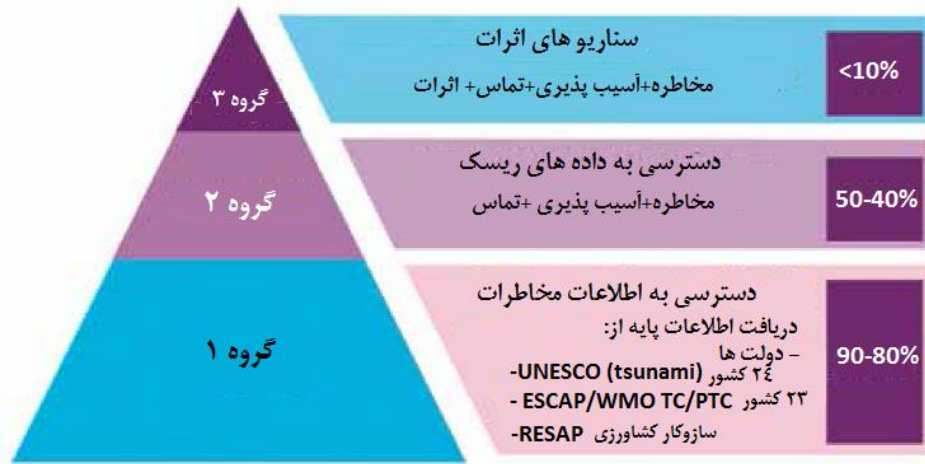 گروه ۳
سناریو های اثرات
مخاطره+آسیب پذیری+تماس+ اثرات
<10%
گروه ۲
دسترسی به داده های ریسک
مخاطره+آسیب پذیری +تماس
50-40%
گروه ۱
دسترسی به اطلاعات مخاطرات
دریافت اطلاعات پایه از:
- دولت ها
-UNESCO (tsunami) ۲٤ کشور
- ESCAP/WMO TC/PTC ۲۳ کشور
-RESAP سازوکار کشاورزی
90-80%